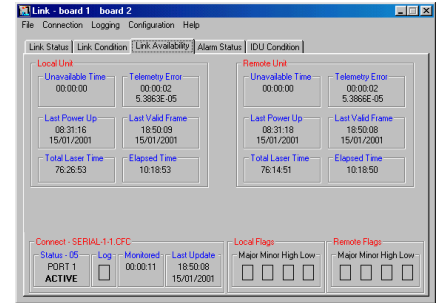 Link - board 1 board 2
File Connection Logging Configuration Help
Link Status Link Condition Link Availability Alarm Status IDU Condition
Local Unit
Unavailable Time Telemetry Error
00:00:00 00:00:02
5.3863E-05
Last Power Up Last Valid Frame
08:31:16 18:50:09
15/01/2001 15/01/2001
Total Laser Time Elapsed Time
76:26:53 10:18:53
Remote Unit
Unavailable Time Telemetry Error
00:00:00 00:00:02
5.3866E-05
Last Power Up Last Valid Frame
08:31:18 18:50:08
15/01/2001 15/01/2001
Total Laser Time Elapsed Time
76:14:51 10:18:50
Connect - SERIAL-1-1.CFC
Status - 05 Log Monitored Last Update
PORT 1 00:00:11 18:50:08
ACTIVE 15/01/2001
Local Flags
Major Minor High Low
Remote Flags
Major Minor High Low